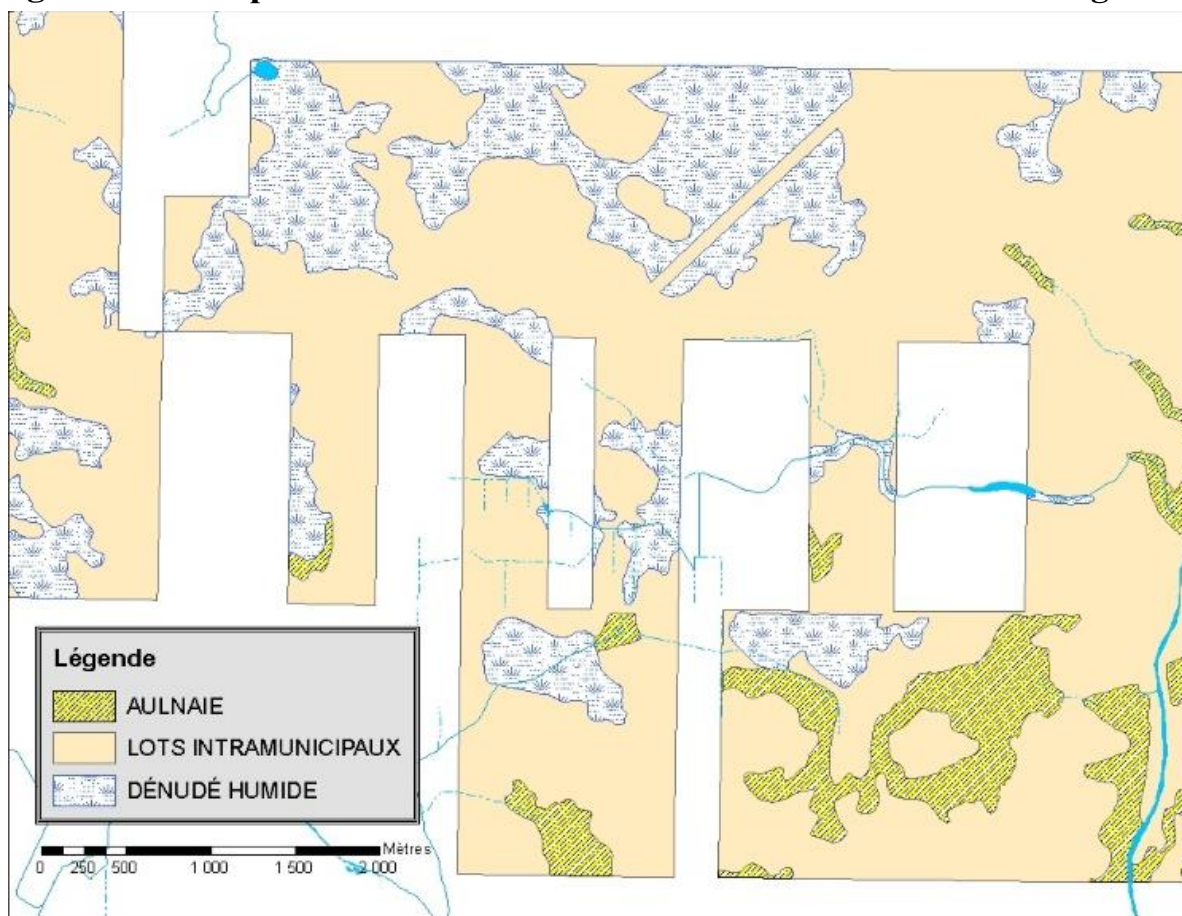 Légende
AULNAIE
LOTS INTRAMUNICIPAUX
DÉNUDÉ HUMIDE
Mètres
0 250 500 1 000 1 500 2 000